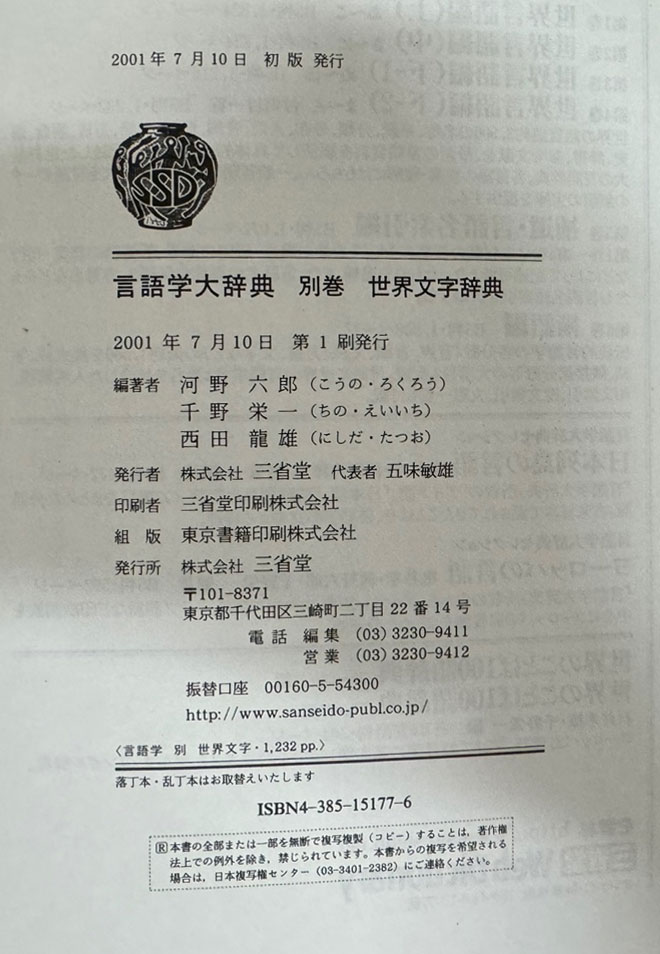 2001年7月10日　初版 発行
SSD
言語学大辞典　別巻　世界文字辞典
2001 年 7 月 10 日　第 1 刷発行
編著者　河野 六郎（こうの・ろくろう）
千野 栄一（ちの・えいいち）
西田 龍雄（にしだ・たつお）
発行者　株式会社 三省堂　代表者 五味敏雄
印刷者　三省堂印刷株式会社
組　版　東京書籍印刷株式会社
発行所　株式会社 三省堂
〒101-8371
東京都千代田区三崎町二丁目 22 番 14 号
電話　編集　(03) 3230-9411
営業　(03) 3230-9412
振替口座　00160-5-54300
http://www.sanseido-publ.co.jp/
〈言語学　別　世界文字・1,232 pp.〉
落丁本・乱丁本はお取替えいたします
ISBN4-385-15177-6
Ⓡ本書の全部または一部を無断で複写複製（コピー）することは，著作権
法上での例外を除き，禁じられています。本書からの複写を希望される
場合は，日本複写権センター（03-3401-2382）にご連絡ください。